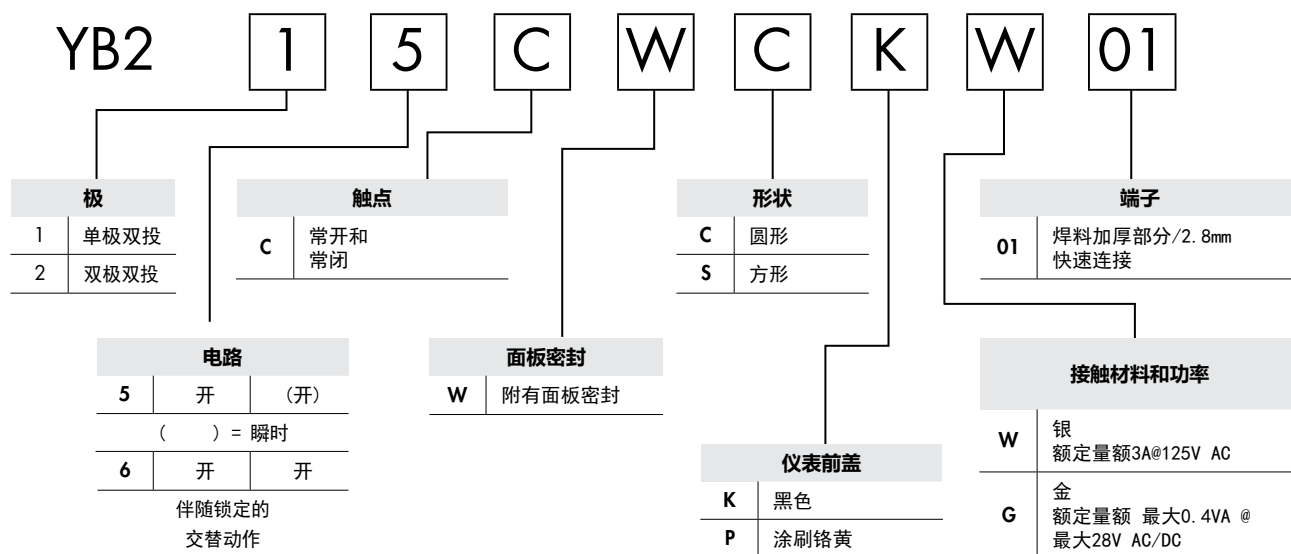 YB2 1 5 C W C K W 01
极
1 单极双投
2 双极双投
触点
C 常开和
常闭
形状
C 圆形
S 方形
端子
01 焊料加厚部分/2.8mm
快速连接
电路
5 开 (开)
( )= 瞬时
6 开 开
伴随锁定的
交替动作
面板密封
W 附有面板密封
仪表前盖
K 黑色
P 涂刷铬黄
接触材料和功率
W 银
额定量额3A@125V AC
G 金
额定量额 最大0.4VA @
最大28V AC/DC